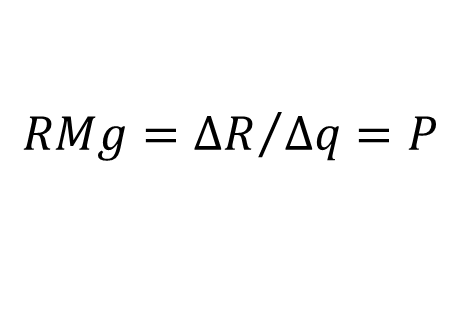 RMg = ΔR/Δq = P